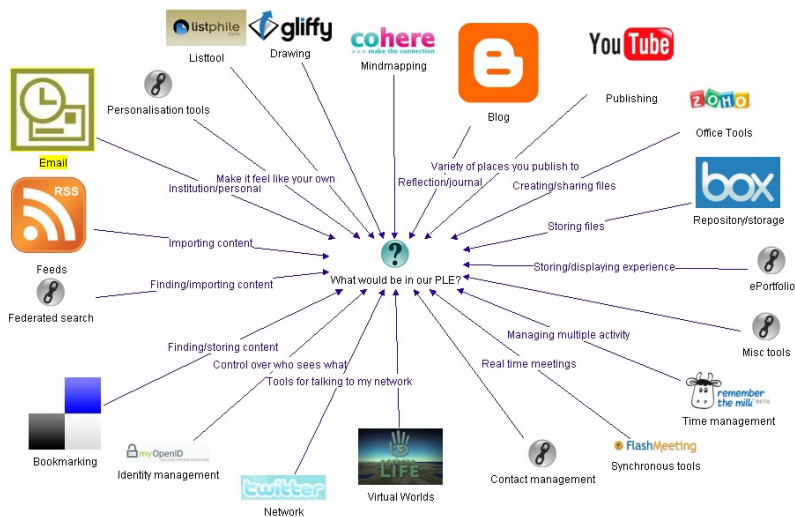 listphile
beta
Listtool
gliffy
Drawing
cohere
>>> make the connection
Mindmapping
Blog
YouTube
Publishing
ZOHO
Office Tools
Personalisation tools
Email
Make it feel like your own
Institution/personal
Variety of places you publish to
Reflection/journal
Creating/sharing files
box
Repository/storage
RSS
Feeds
Importing content
Storing files
What would be in our PLE?
Storing/displaying experience
ePortfolio
Finding/importing content
Federated search
Misc tools
Managing multiple activity
Finding/storing content
Control over who sees what
Real time meetings
Tools for talking to my network
remember
the milk BETA
Time management
Bookmarking
myOpenID
Identity management
twitter
Network
SECOND
LIFE
Virtual Worlds
Contact management
FlashMeeting
Synchronous tools